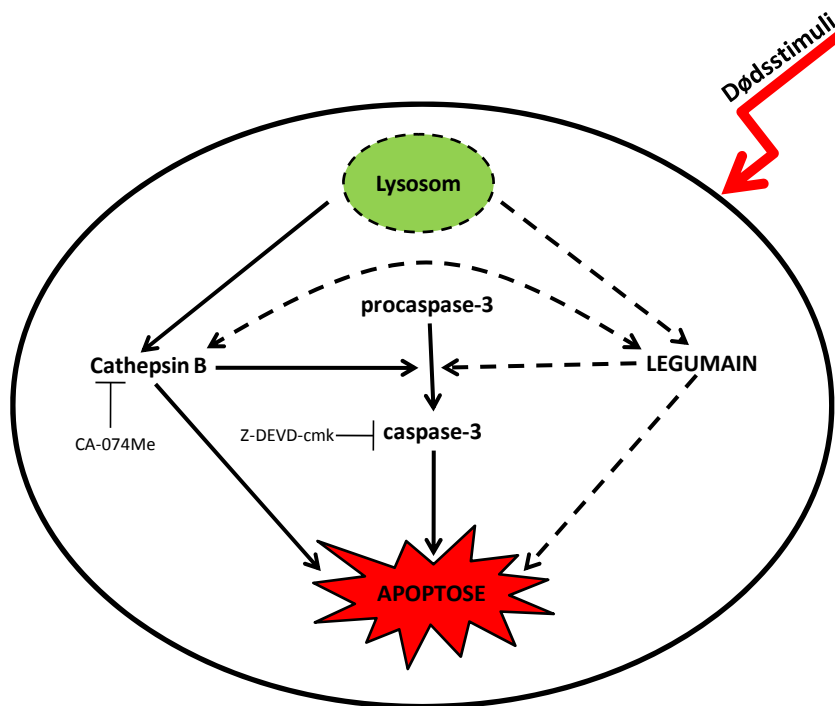 Dødsstimuli
Lysosom
procaspase-3
Cathepsin B
LEGUMAIN
CA-074Me
Z-DEVD-cmk
caspase-3
APOPTOSE